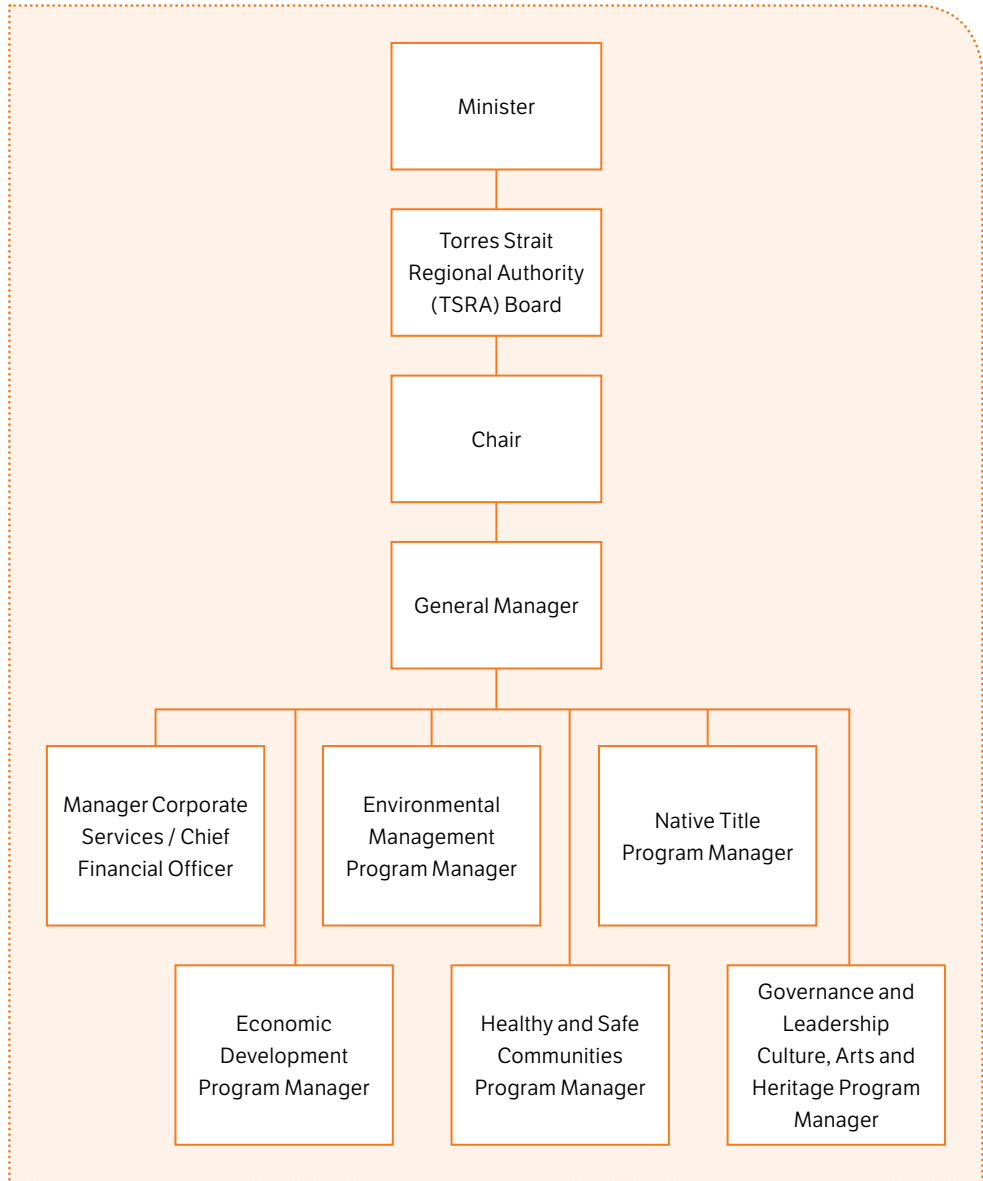 Minister
Torres Strait
Regional Authority
(TSRA) Board
Chair
General Manager
Manager Corporate
Services / Chief
Financial Officer
Environmental
Management
Program Manager
Native Title
Program Manager
Economic
Development
Program Manager
Healthy and Safe
Communities
Program Manager
Governance and
Leadership
Culture, Arts and
Heritage Program
Manager